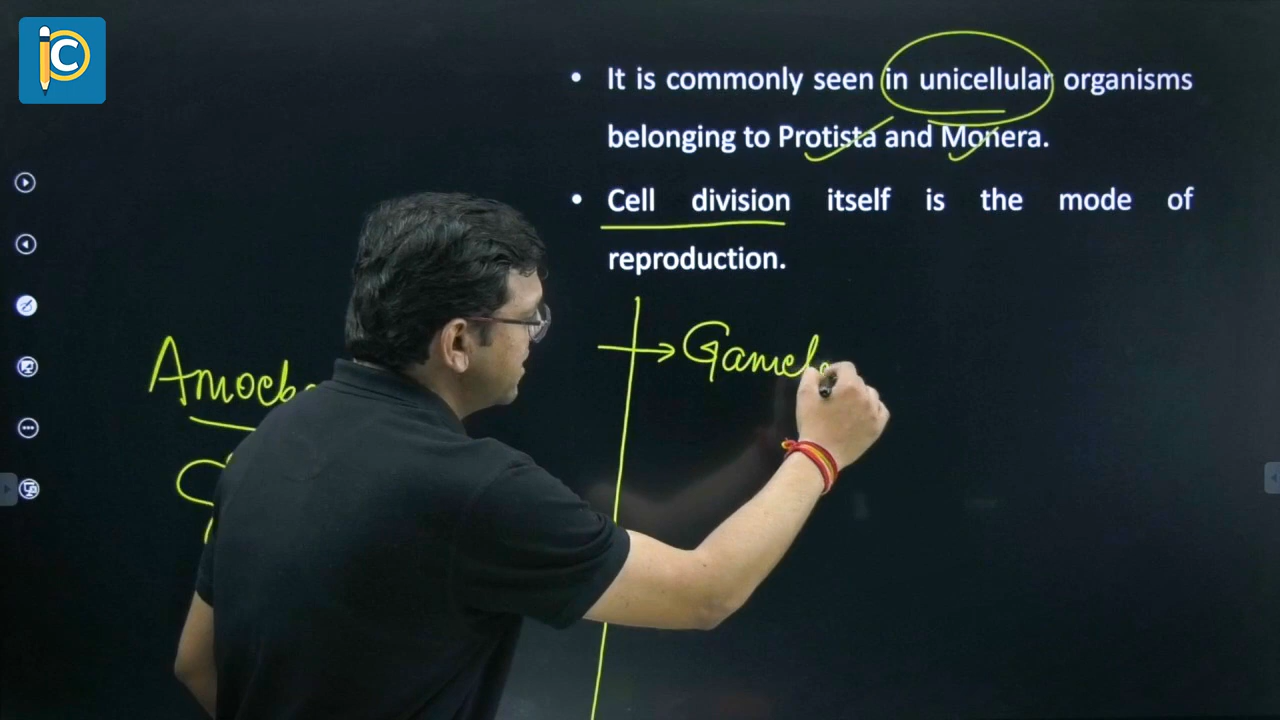 C
• It is commonly seen in unicellular organisms
belonging to Protista and Monera.
• Cell division itself is the mode of
reproduction.